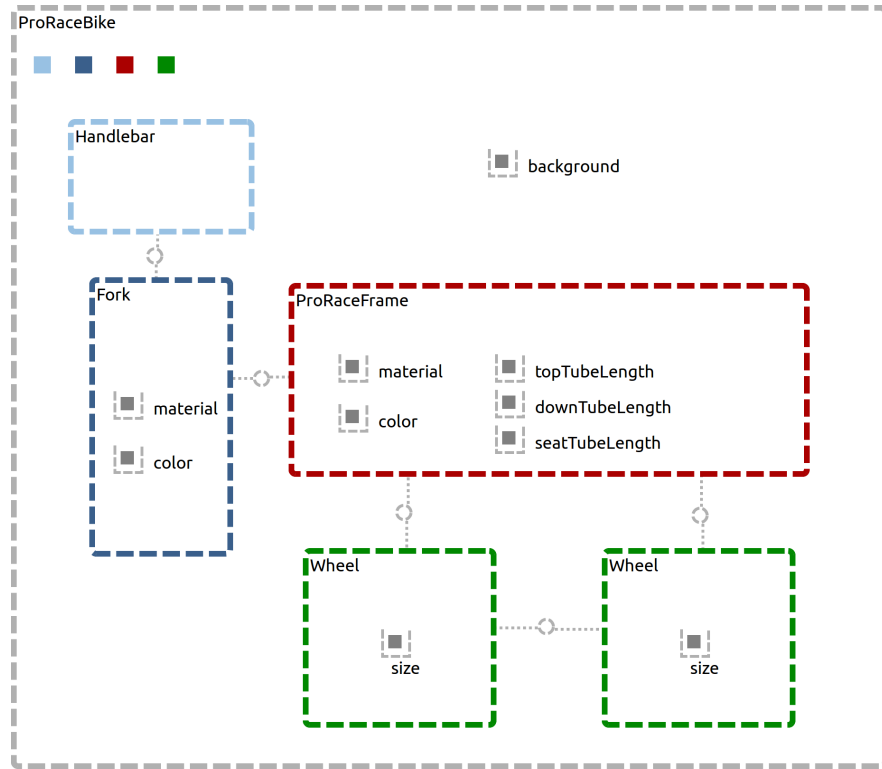 ProRaceBike
Handlebar
background
Fork
ProRaceFrame
material
topTubeLength
material
downTubeLength
color
seatTubeLength
color
Wheel
Wheel
size
size